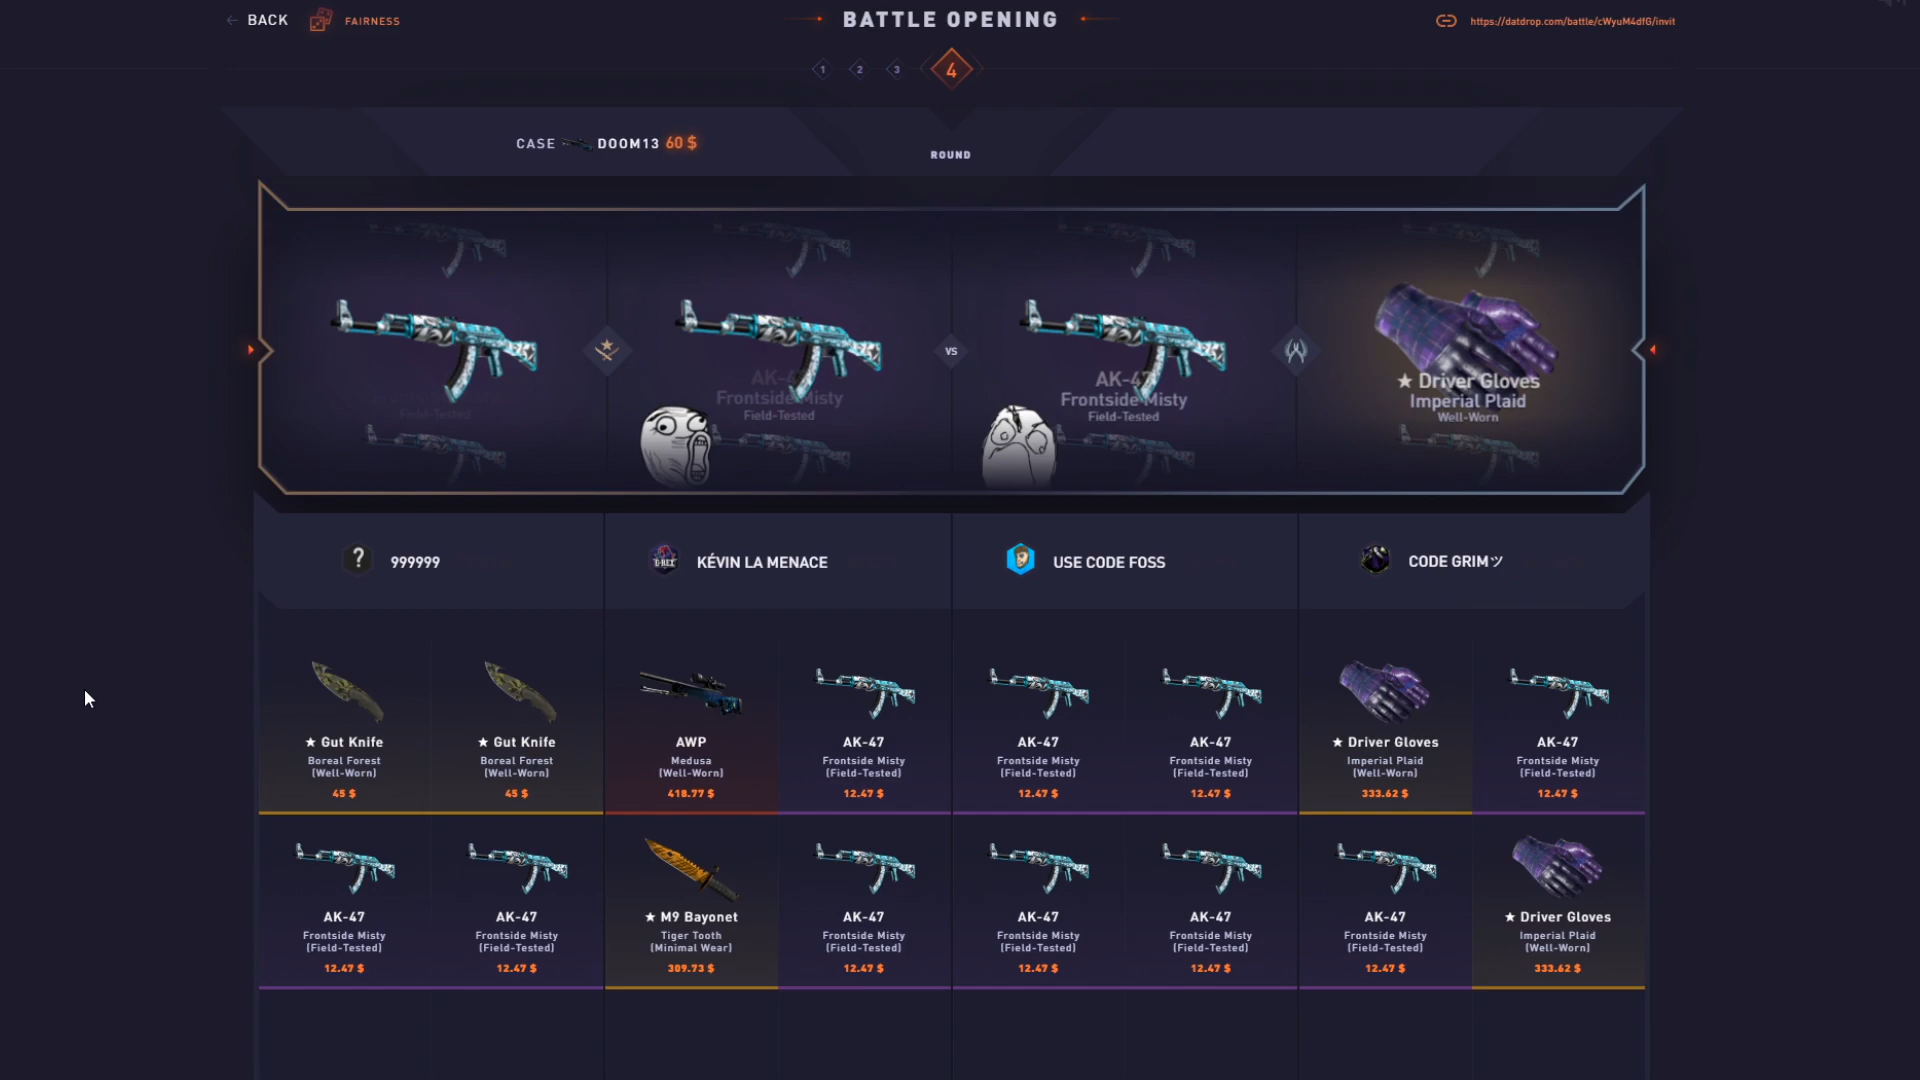 BACK
FAIRNESS
BATTLE OPENING
https://datdrop.com/battle/cWyuM4dfG/invit
1
2
3
4
CASE DOOM13 60 $
ROUND
VS
AK-47
Frontside Misty
Field-Tested
AK-47
Frontside Misty
Field-Tested
★ Driver Gloves
Imperial Plaid
Well-Worn
?
999999
KÉVIN LA MENACE
USE CODE FOSS
CODE GRIMツ
★ Gut Knife
Boreal Forest
(Well-Worn)
45 $
★ Gut Knife
Boreal Forest
(Well-Worn)
45 $
AWP
Medusa
(Well-Worn)
418.77 $
AK-47
Frontside Misty
(Field-Tested)
12.47 $
AK-47
Frontside Misty
(Field-Tested)
12.47 $
AK-47
Frontside Misty
(Field-Tested)
12.47 $
★ Driver Gloves
Imperial Plaid
(Well-Worn)
333.62 $
AK-47
Frontside Misty
(Field-Tested)
12.47 $
AK-47
Frontside Misty
(Field-Tested)
12.47 $
AK-47
Frontside Misty
(Field-Tested)
12.47 $
★ M9 Bayonet
Tiger Tooth
(Minimal Wear)
309.73 $
AK-47
Frontside Misty
(Field-Tested)
12.47 $
AK-47
Frontside Misty
(Field-Tested)
12.47 $
AK-47
Frontside Misty
(Field-Tested)
12.47 $
AK-47
Frontside Misty
(Field-Tested)
12.47 $
★ Driver Gloves
Imperial Plaid
(Well-Worn)
333.62 $